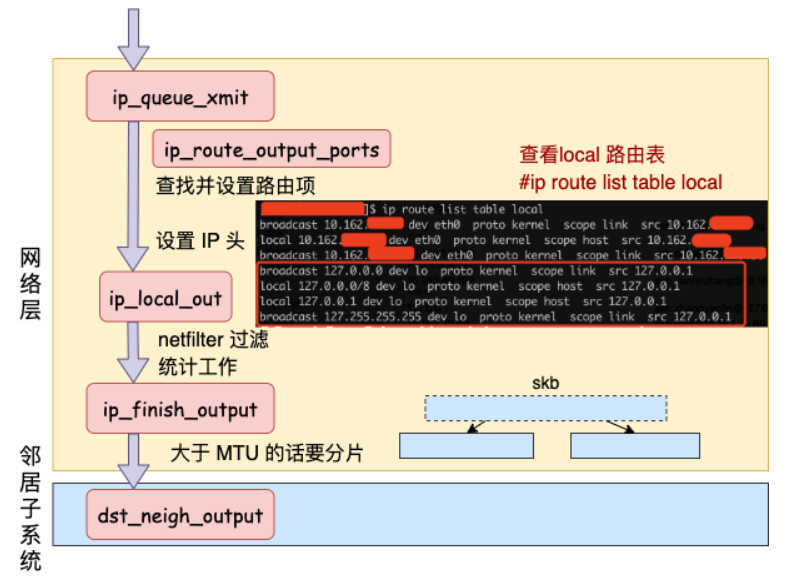 ip_queue_xmit
ip_route_output_ports
查找并设置路由项
查看local 路由表
#ip route list table local
]$ ip route list table local
broadcast 10.162. dev eth0 proto kernel scope link src 10.162.
local 10.162. dev eth0 proto kernel scope host src 10.162.
broadcast 10.162. dev eth0 proto kernel scope link src 10.162.
broadcast 127.0.0.0 dev lo proto kernel scope link src 127.0.0.1
local 127.0.0.0/8 dev lo proto kernel scope host src 127.0.0.1
local 127.0.0.1 dev lo proto kernel scope host src 127.0.0.1
broadcast 127.255.255.255 dev lo proto kernel scope link src 127.0.0.1
设置 IP 头
网络层
ip_local_out
netfilter 过滤
统计工作
ip_finish_output
skb
大于 MTU 的话要分片
邻居子系统
dst_neigh_output